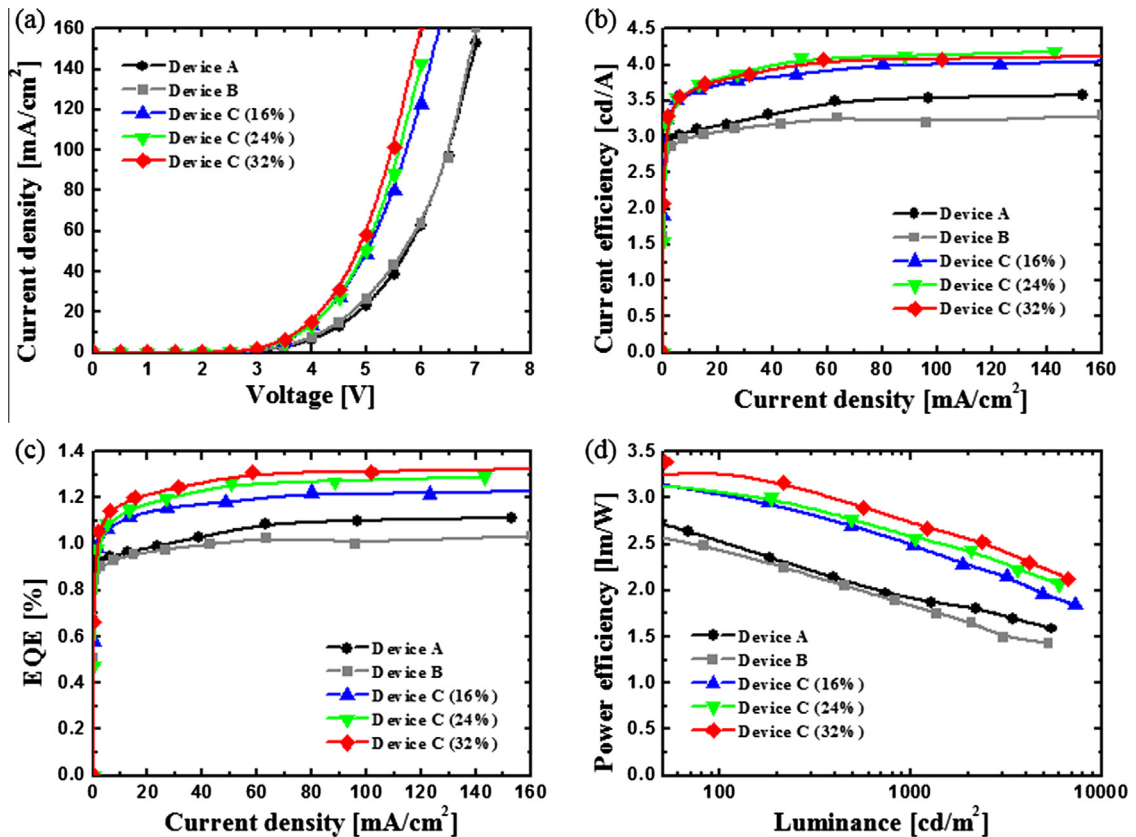 (a)
160
140
120
100
80
60
40
20
0
Current density [mA/cm²]
Device A
Device B
Device C (16%)
Device C (24%)
Device C (32%)
0 1 2 3 4 5 6 7 8
Voltage [V]
(b)
4.5
4.0
3.5
3.0
2.5
2.0
1.5
1.0
0.5
0.0
Current efficiency [cd/A]
Device A
Device B
Device C (16%)
Device C (24%)
Device C (32%)
0 20 40 60 80 100 120 140 160
Current density [mA/cm²]
(c)
1.4
1.2
1.0
0.8
0.6
0.4
0.2
0.0
EQE [%]
Device A
Device B
Device C (16%)
Device C (24%)
Device C (32%)
0 20 40 60 80 100 120 140 160
Current density [mA/cm²]
(d)
3.5
3.0
2.5
2.0
1.5
1.0
0.5
0.0
Power efficiency [lm/W]
Device A
Device B
Device C (16%)
Device C (24%)
Device C (32%)
100 1000 10000
Luminance [cd/m²]